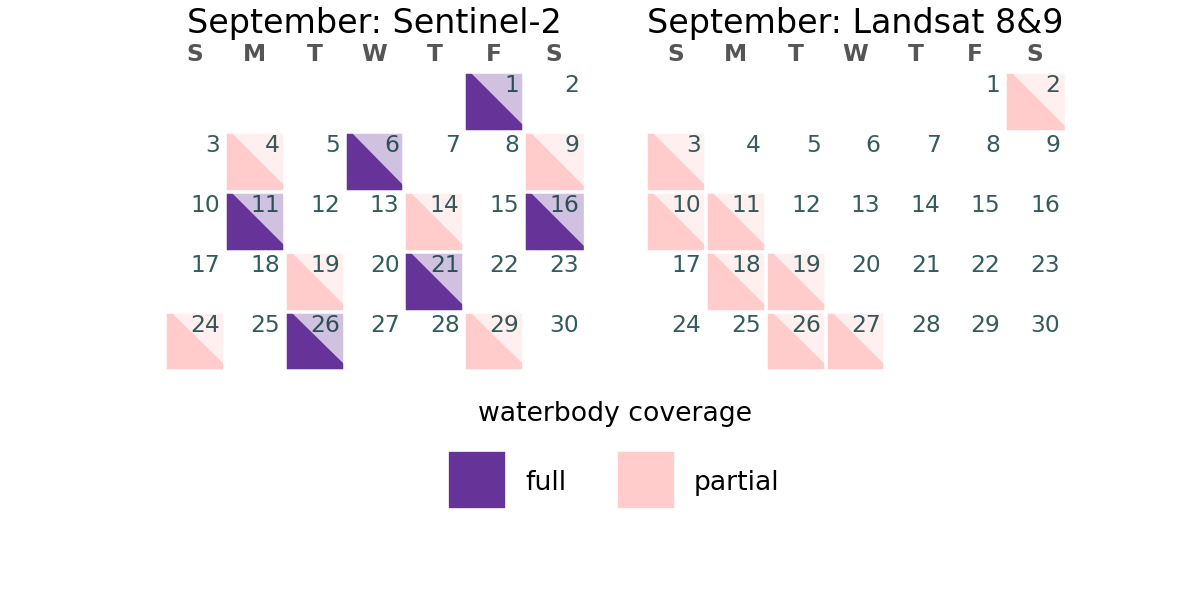 September: Sentinel-2
S M T W T F S
1 2
3 4 5 6 7 8 9
10 11 12 13 14 15 16
17 18 19 20 21 22 23
24 25 26 27 28 29 30
September: Landsat 8&9
S M T W T F S
1 2
3 4 5 6 7 8 9
10 11 12 13 14 15 16
17 18 19 20 21 22 23
24 25 26 27 28 29 30
waterbody coverage
full partial